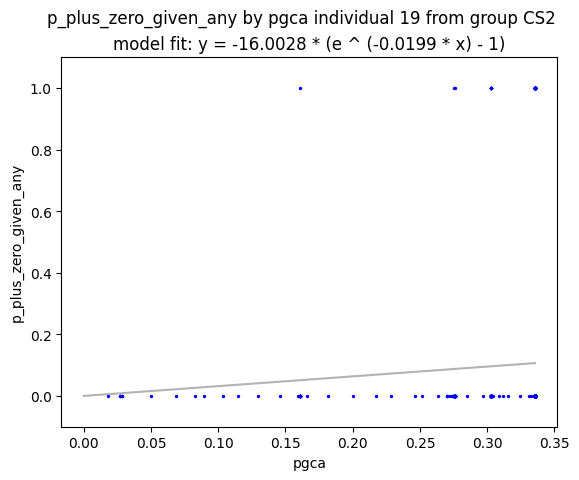 p_plus_zero_given_any by pgca individual 19 from group CS2
model fit: y = -16.0028 * (e ^ (-0.0199 * x) - 1)
1.0
0.8
0.6
0.4
0.2
0.0
p_plus_zero_given_any
0.00 0.05 0.10 0.15 0.20 0.25 0.30 0.35
pgca